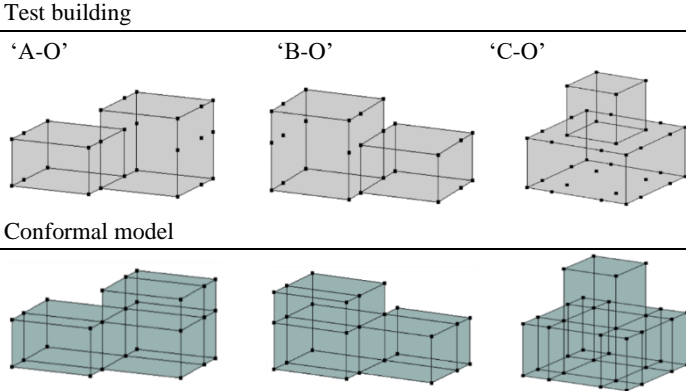 Test building
‘A-O’ ‘B-O’ ‘C-O’
Conformal model